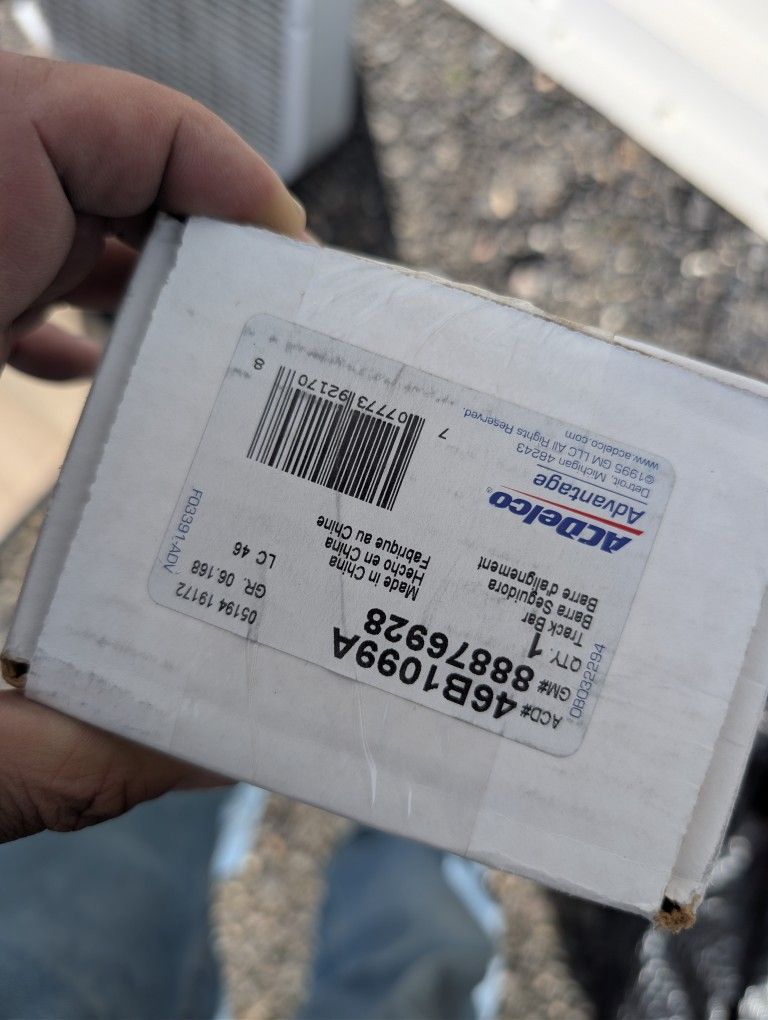 ACD# 46B1099A
GM# 88876928
QTY. 1
Track Bar
Barra Seguidora
Barre d'alignement
0B032294
05194 19172
GR. 06.168
LC 46
F03391-ADV
Made in China
Hecho en China
Fabrique au Chine
ACDelco
Advantage
Detroit, Michigan 48243
©1995 GM LLC All Rights Reserved.
www.acdelco.com
7 07773 92170 8